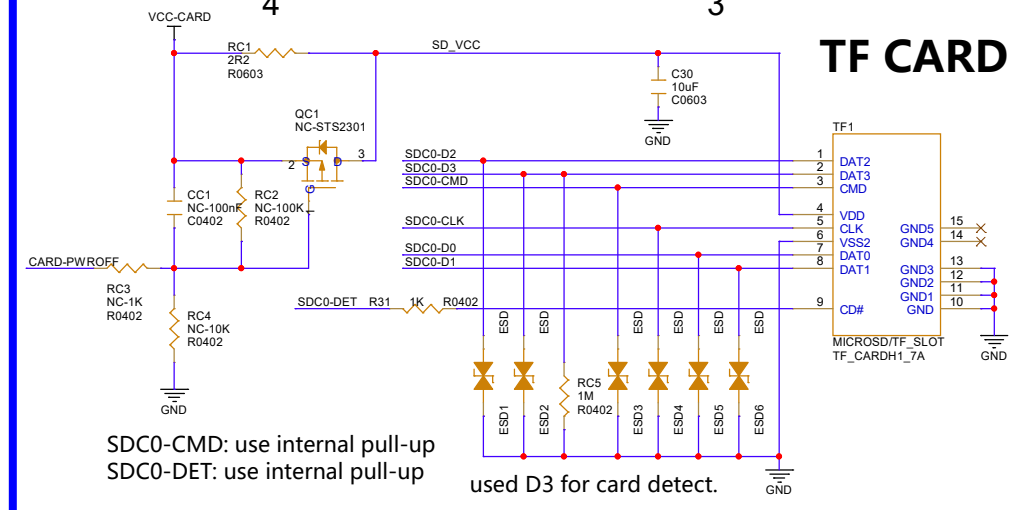 4
3
VCC-CARD
TF CARD
RC1
2R2
R0603
SD_VCC
C30
10uF
C0603
GND
QC1
NC-STS2301
2
S
D
3
G
1
CC1
NC-100nF
C0402
RC2
NC-100K
R0402
CARD-PWROFF
RC3
NC-1K
R0402
RC4
NC-10K
R0402
GND
SDC0-D2
SDC0-D3
SDC0-CMD
SDC0-CLK
SDC0-D0
SDC0-D1
SDC0-DET
R31
1K
R0402
TF1
1
DAT2
2
DAT3
3
CMD
4
VDD
5
CLK
6
VSS2
7
DAT0
8
DAT1
9
CD#
GND5
15
GND4
14
GND3
13
GND2
12
GND1
11
GND
10
MICROSD/TF_SLOT
TF_CARDH1_7A
GND
ESD
ESD
ESD
ESD
ESD
ESD
ESD1
ESD2
RC5
1M
R0402
ESD3
ESD4
ESD5
ESD6
GND
SDC0-CMD: use internal pull-up
SDC0-DET: use internal pull-up
used D3 for card detect.